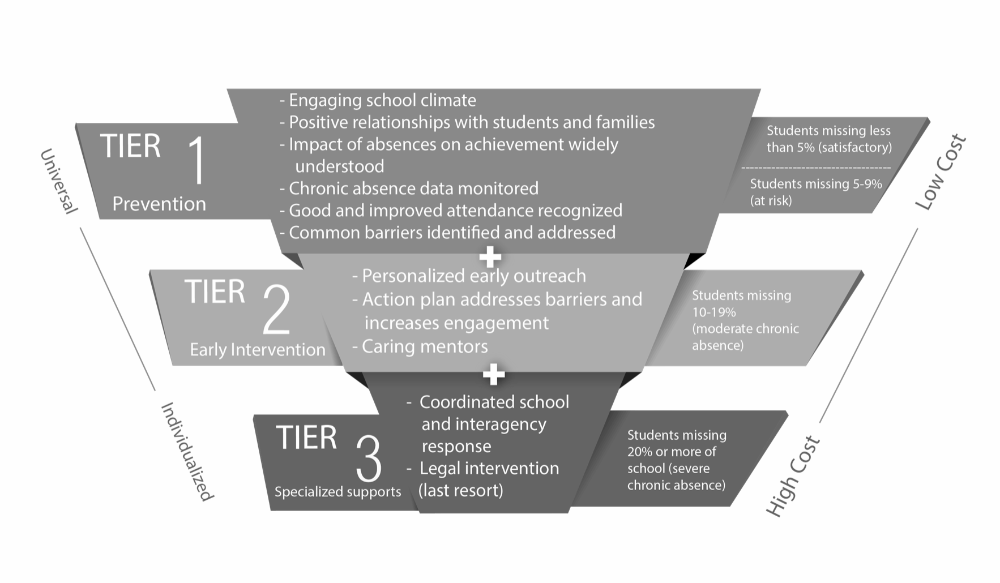 Universal
Individualized
TIER 1
Prevention
- Engaging school climate
- Positive relationships with students and families
- Impact of absences on achievement widely
understood
- Chronic absence data monitored
- Good and improved attendance recognized
- Common barriers identified and addressed
Students missing less
than 5% (satisfactory)
-----------------------------------
Students missing 5-9%
(at risk)
+
TIER 2
Early Intervention
- Personalized early outreach
- Action plan addresses barriers and
increases engagement
- Caring mentors
Students missing
10-19%
(moderate chronic
absence)
+
TIER 3
Specialized supports
- Coordinated school
and interagency
response
- Legal intervention
(last resort)
Students missing
20% or more of
school (severe
chronic absence)
Low Cost
High Cost